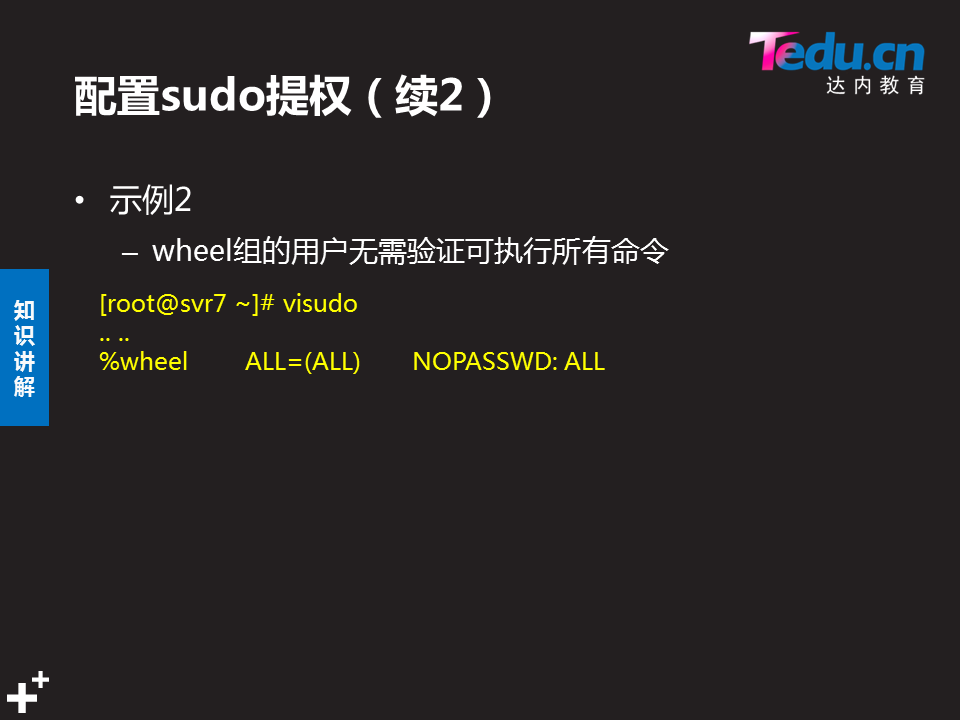 Tedu.cn
达内教育
配置sudo提权（续2）
• 示例2
– wheel组的用户无需验证可执行所有命令
知识讲解
[root@svr7 ~]# visudo
.. ..
%wheel ALL=(ALL) NOPASSWD: ALL